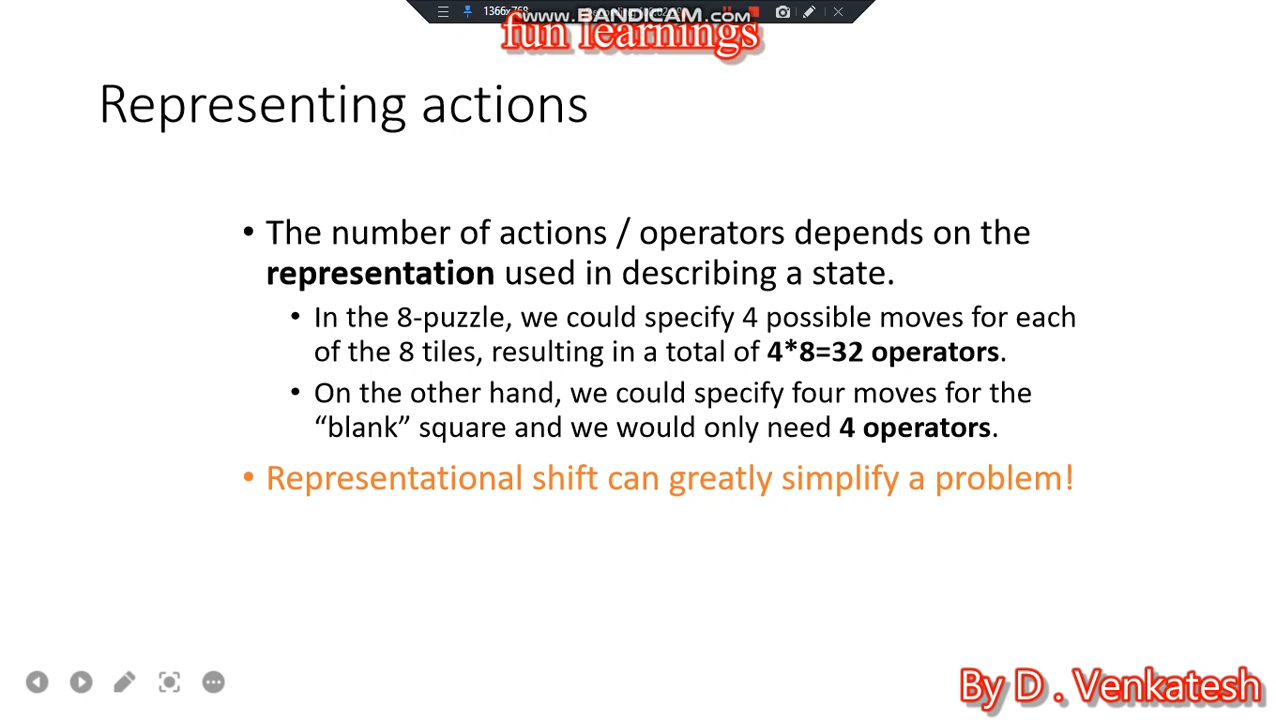 1366x768
www.BANDICAM.com
fun learnings
Representing actions
• The number of actions / operators depends on the
representation used in describing a state.
• In the 8-puzzle, we could specify 4 possible moves for each
of the 8 tiles, resulting in a total of 4*8=32 operators.
• On the other hand, we could specify four moves for the
“blank” square and we would only need 4 operators.
• Representational shift can greatly simplify a problem!
By D . Venkatesh